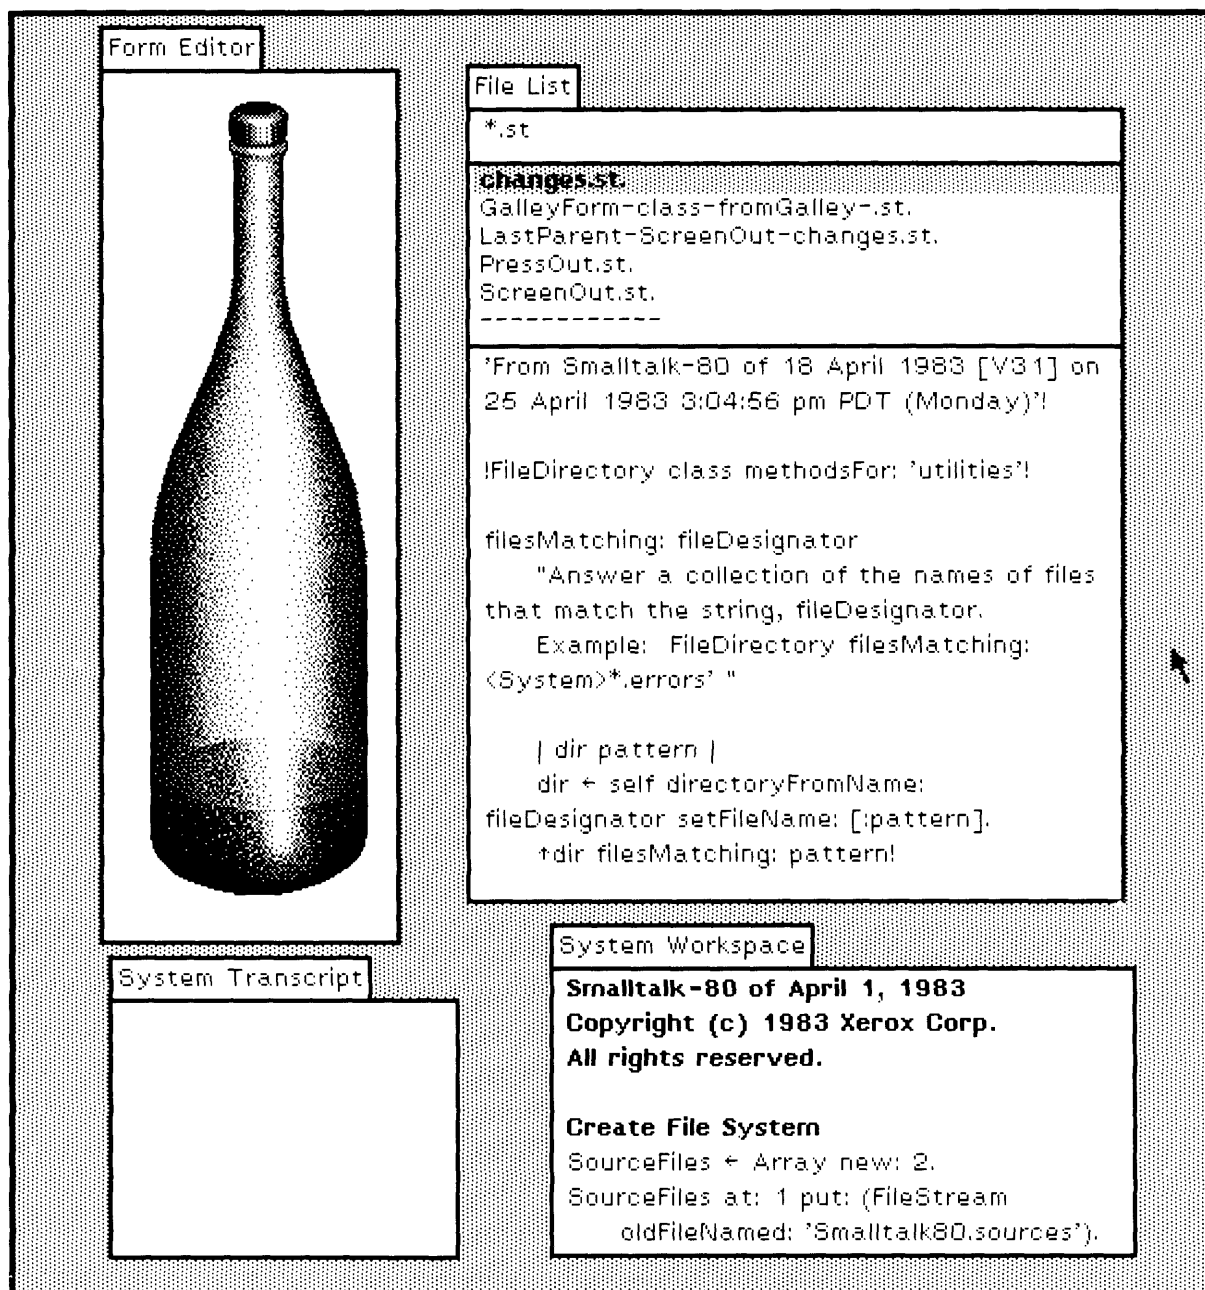 Form Editor
File List
*.st
changes.st.
GalleyForm-class-fromGalley-.st.
LastParent-ScreenOut-changes.st.
PressOut.st.
ScreenOut.st.
------------
'From Smalltalk-80 of 18 April 1983 [V31] on
25 April 1983 3:04:56 pm PDT (Monday)'!
!FileDirectory class methodsFor: 'utilities'!
filesMatching: fileDesignator
"Answer a collection of the names of files
that match the string, fileDesignator.
Example: FileDirectory filesMatching:
<System>*.errors' "
| dir pattern |
dir ← self directoryFromName:
fileDesignator setFileName: [:pattern].
↑dir filesMatching: pattern!
System Transcript
System Workspace
Smalltalk-80 of April 1, 1983
Copyright (c) 1983 Xerox Corp.
All rights reserved.
Create File System
SourceFiles ← Array new: 2.
SourceFiles at: 1 put: (FileStream
oldFileNamed: 'Smalltalk80.sources').